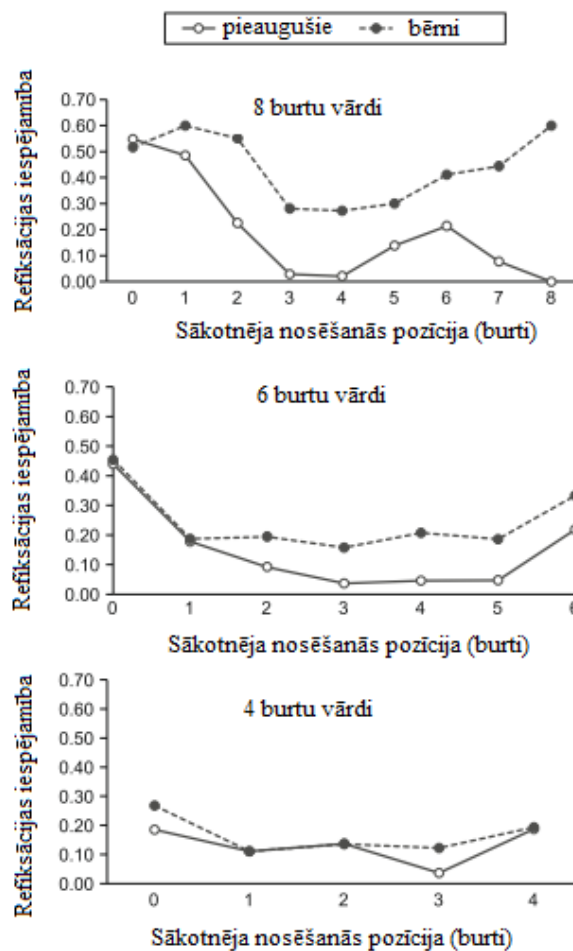 pieaugušie bērni
8 burtu vārdi
Refiksācijas iespējamība
0.70
0.60
0.50
0.40
0.30
0.20
0.10
0.00
0 1 2 3 4 5 6 7 8
Sākotnēja nosēšanās pozīcija (burti)
6 burtu vārdi
Refiksācijas iespējamība
0.70
0.60
0.50
0.40
0.30
0.20
0.10
0.00
0 1 2 3 4 5 6
Sākotnēja nosēšanās pozīcija (burti)
4 burtu vārdi
Refiksācijas iespējamība
0.70
0.60
0.50
0.40
0.30
0.20
0.10
0.00
0 1 2 3 4
Sākotnēja nosēšanās pozīcija (burti)